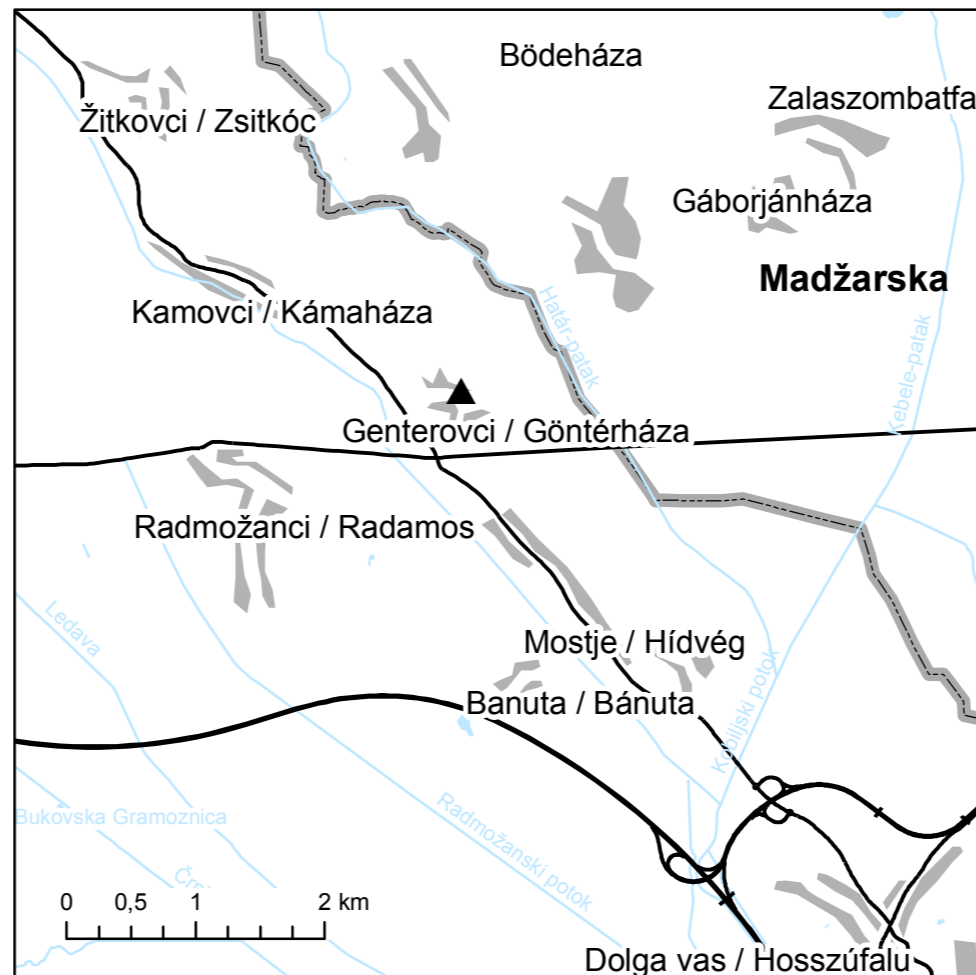 Bödeháza
Zalaszombatfa
Žitkovci / Zsitkóc
Gáborjánháza
Madžarska
Kamovci / Kámaháza
Határ-patak
Kebele-patak
Genterovci / Göntérháza
Radmožanci / Radamos
Ledava
Mostje / Hídvég
Banuta / Bánuta
Kobiljski potok
Bukovska Gramoznica
Radmožanski potok
0 0,5 1 2 km
Dolga vas / Hosszúfalu